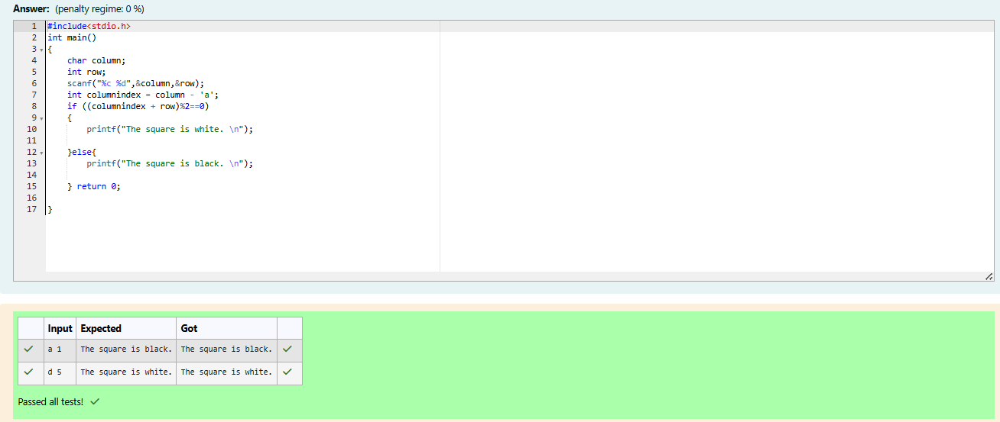 Answer: (penalty regime: 0 %)
1 #include<stdio.h>
2 int main()
3 {
4     char column;
5     int row;
6     scanf("%c %d",&column,&row);
7     int columnindex = column - 'a';
8     if ((columnindex + row)%2==0)
9     {
10         printf("The square is white. \n");
11
12     }else{
13         printf("The square is black. \n");
14
15     } return 0;
16
17 }
Input Expected Got
a 1 The square is black. The square is black.
d 5 The square is white. The square is white.
Passed all tests!